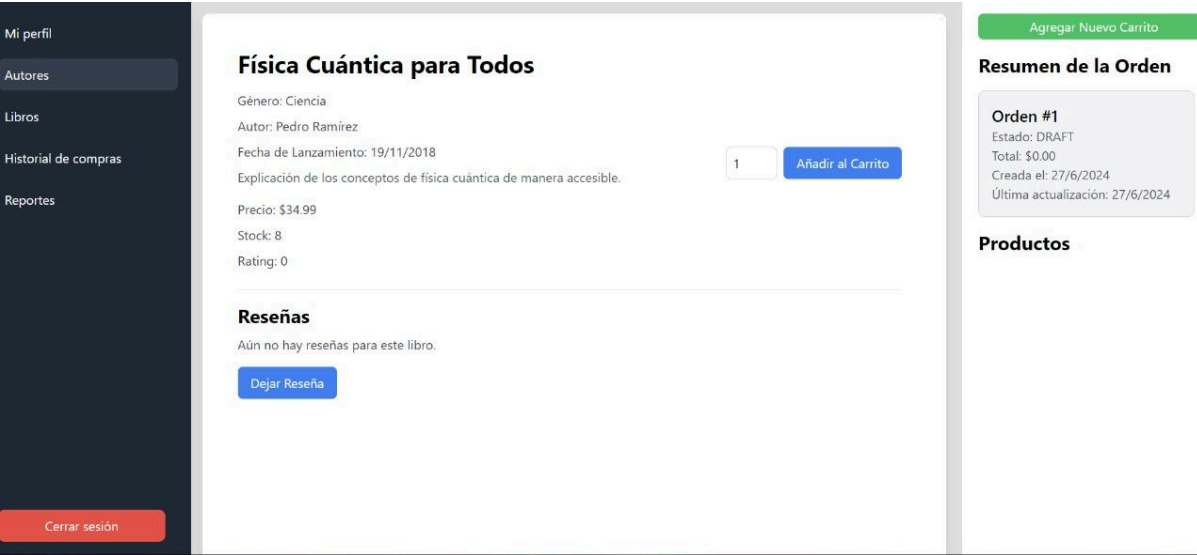 Mi perfil
Autores
Libros
Historial de compras
Reportes
Cerrar sesión
Física Cuántica para Todos
Género: Ciencia
Autor: Pedro Ramírez
Fecha de Lanzamiento: 19/11/2018
Explicación de los conceptos de física cuántica de manera accesible.
Precio: $34.99
Stock: 8
Rating: 0
1
Añadir al Carrito
Reseñas
Aún no hay reseñas para este libro.
Dejar Reseña
Agregar Nuevo Carrito
Resumen de la Orden
Orden #1
Estado: DRAFT
Total: $0.00
Creada el: 27/6/2024
Última actualización: 27/6/2024
Productos